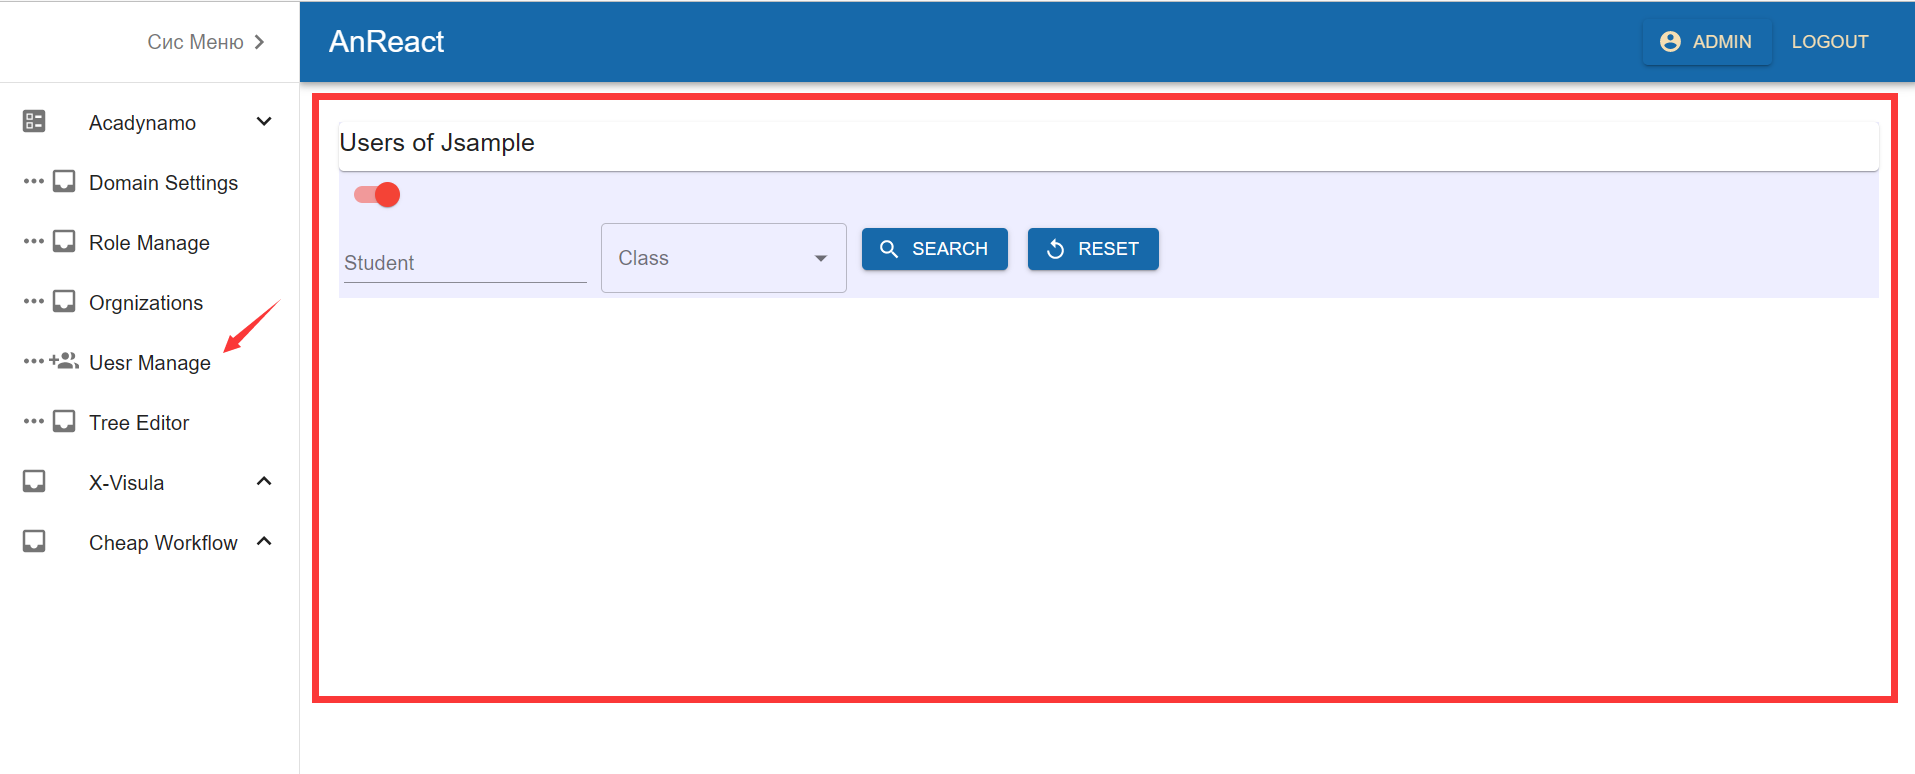 Сис Меню
AnReact
ADMIN
LOGOUT
Acadynamo
Domain Settings
Role Manage
Orgnizations
Uesr Manage
Tree Editor
X-Visula
Cheap Workflow
Users of Jsample
Student
Class
SEARCH
RESET